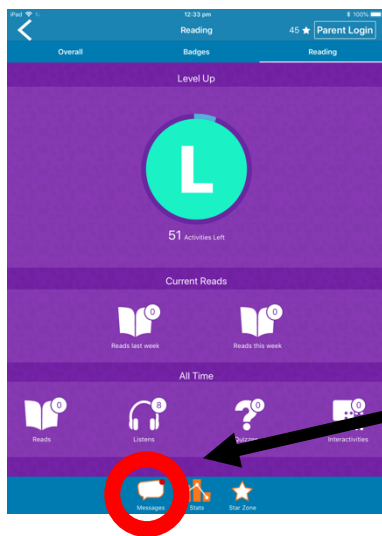 iPad 12:33 pm 100%
Reading 45 Parent Login
Overall Badges Reading
Level Up
L
51 Activities Left
Current Reads
0 0
Reads last week Reads this week
All Time
0 8 0 0
Reads Listens Quizzes Interactivities
Messages Stats Star Zone